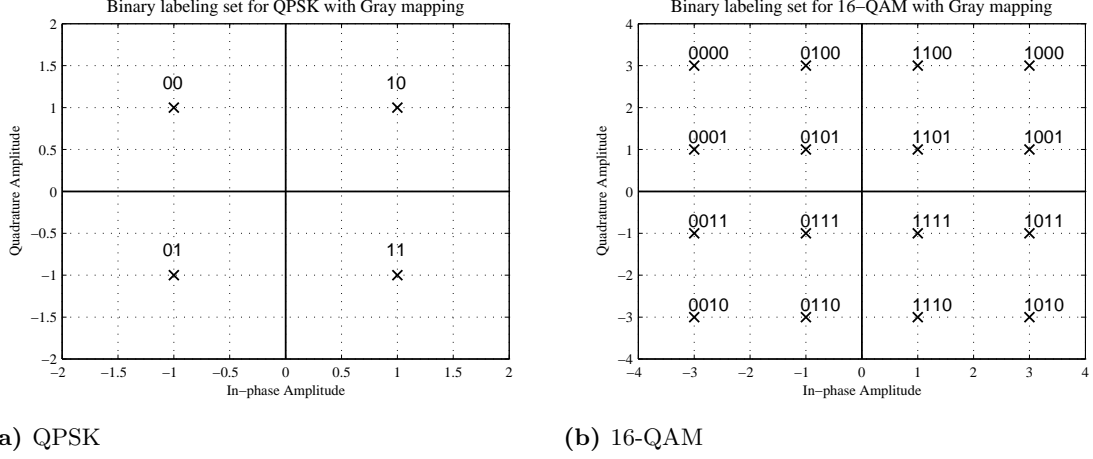 Binary labeling set for QPSK with Gray mapping
2
1.5
1
0.5
0
−0.5
−1
−1.5
−2
Quadrature Amplitude
00
10
01
11
−2 −1.5 −1 −0.5 0 0.5 1 1.5 2
In−phase Amplitude
a) QPSK
Binary labeling set for 16−QAM with Gray mapping
4
3
2
1
0
−1
−2
−3
−4
Quadrature Amplitude
0000 0100 1100 1000
0001 0101 1101 1001
0011 0111 1111 1011
0010 0110 1110 1010
−4 −3 −2 −1 0 1 2 3 4
In−phase Amplitude
(b) 16-QAM